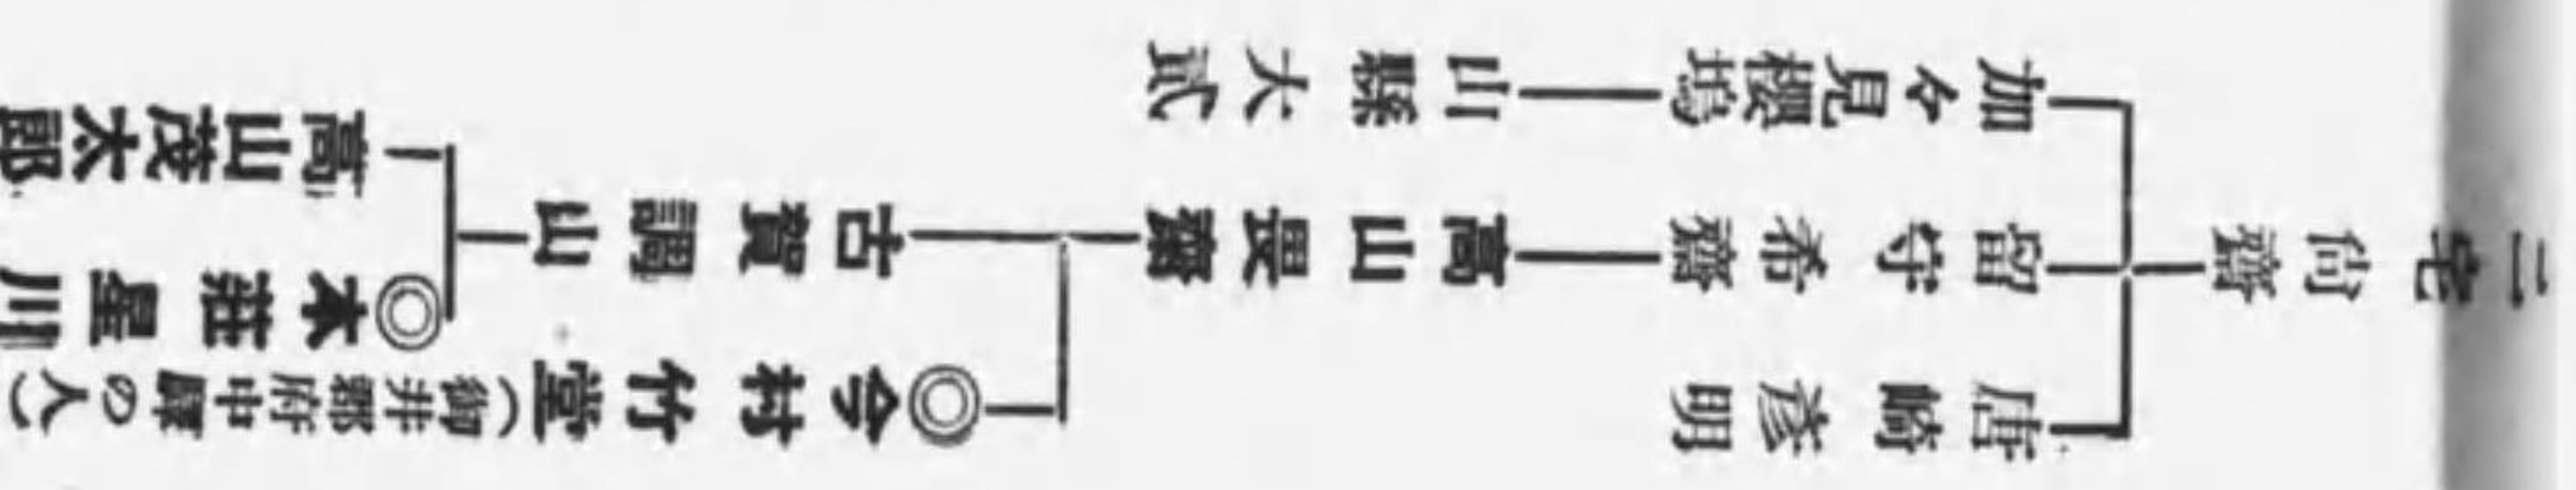 三宅尚齋
唐崎彥明
留守希齋
加々見櫻塢
高山畏齋
山縣大貳
◎今村竹堂(御井郡府中驛の人)
古賀調山
◎本莊星川
高山茂太郎